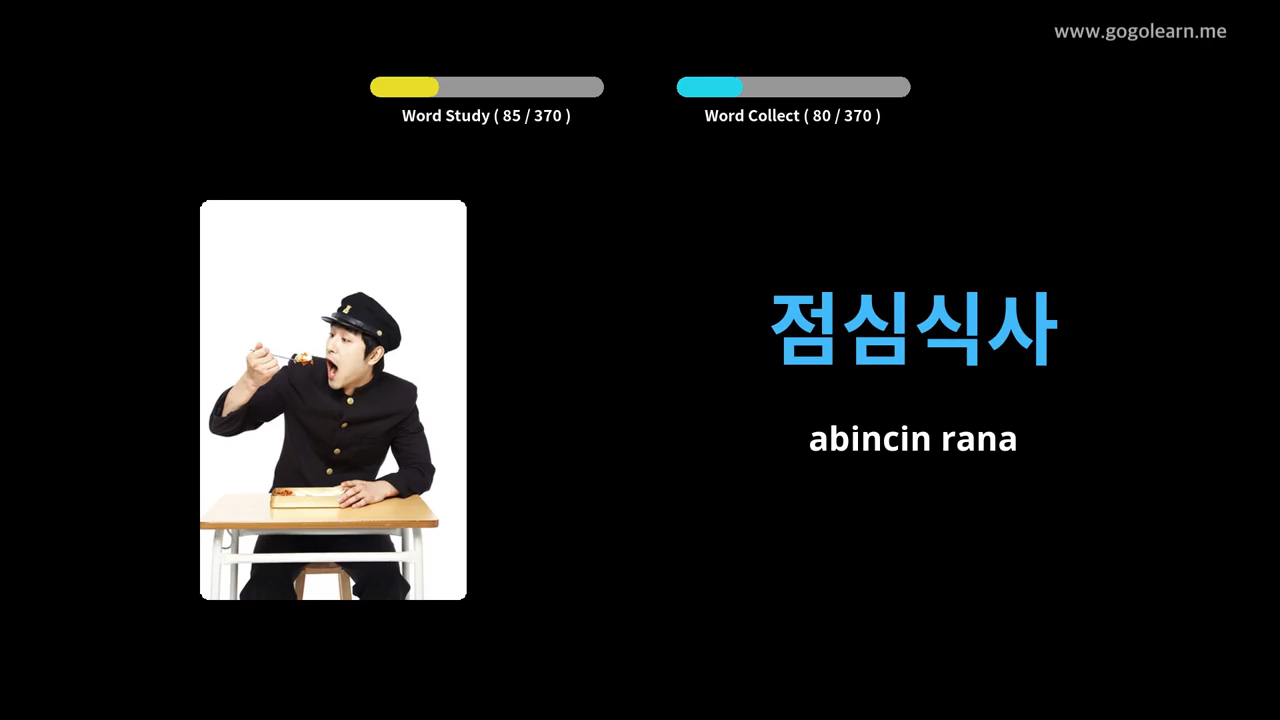 www.gogolearn.me
Word Study ( 85 / 370 )
Word Collect ( 80 / 370 )
점심식사
abincin rana